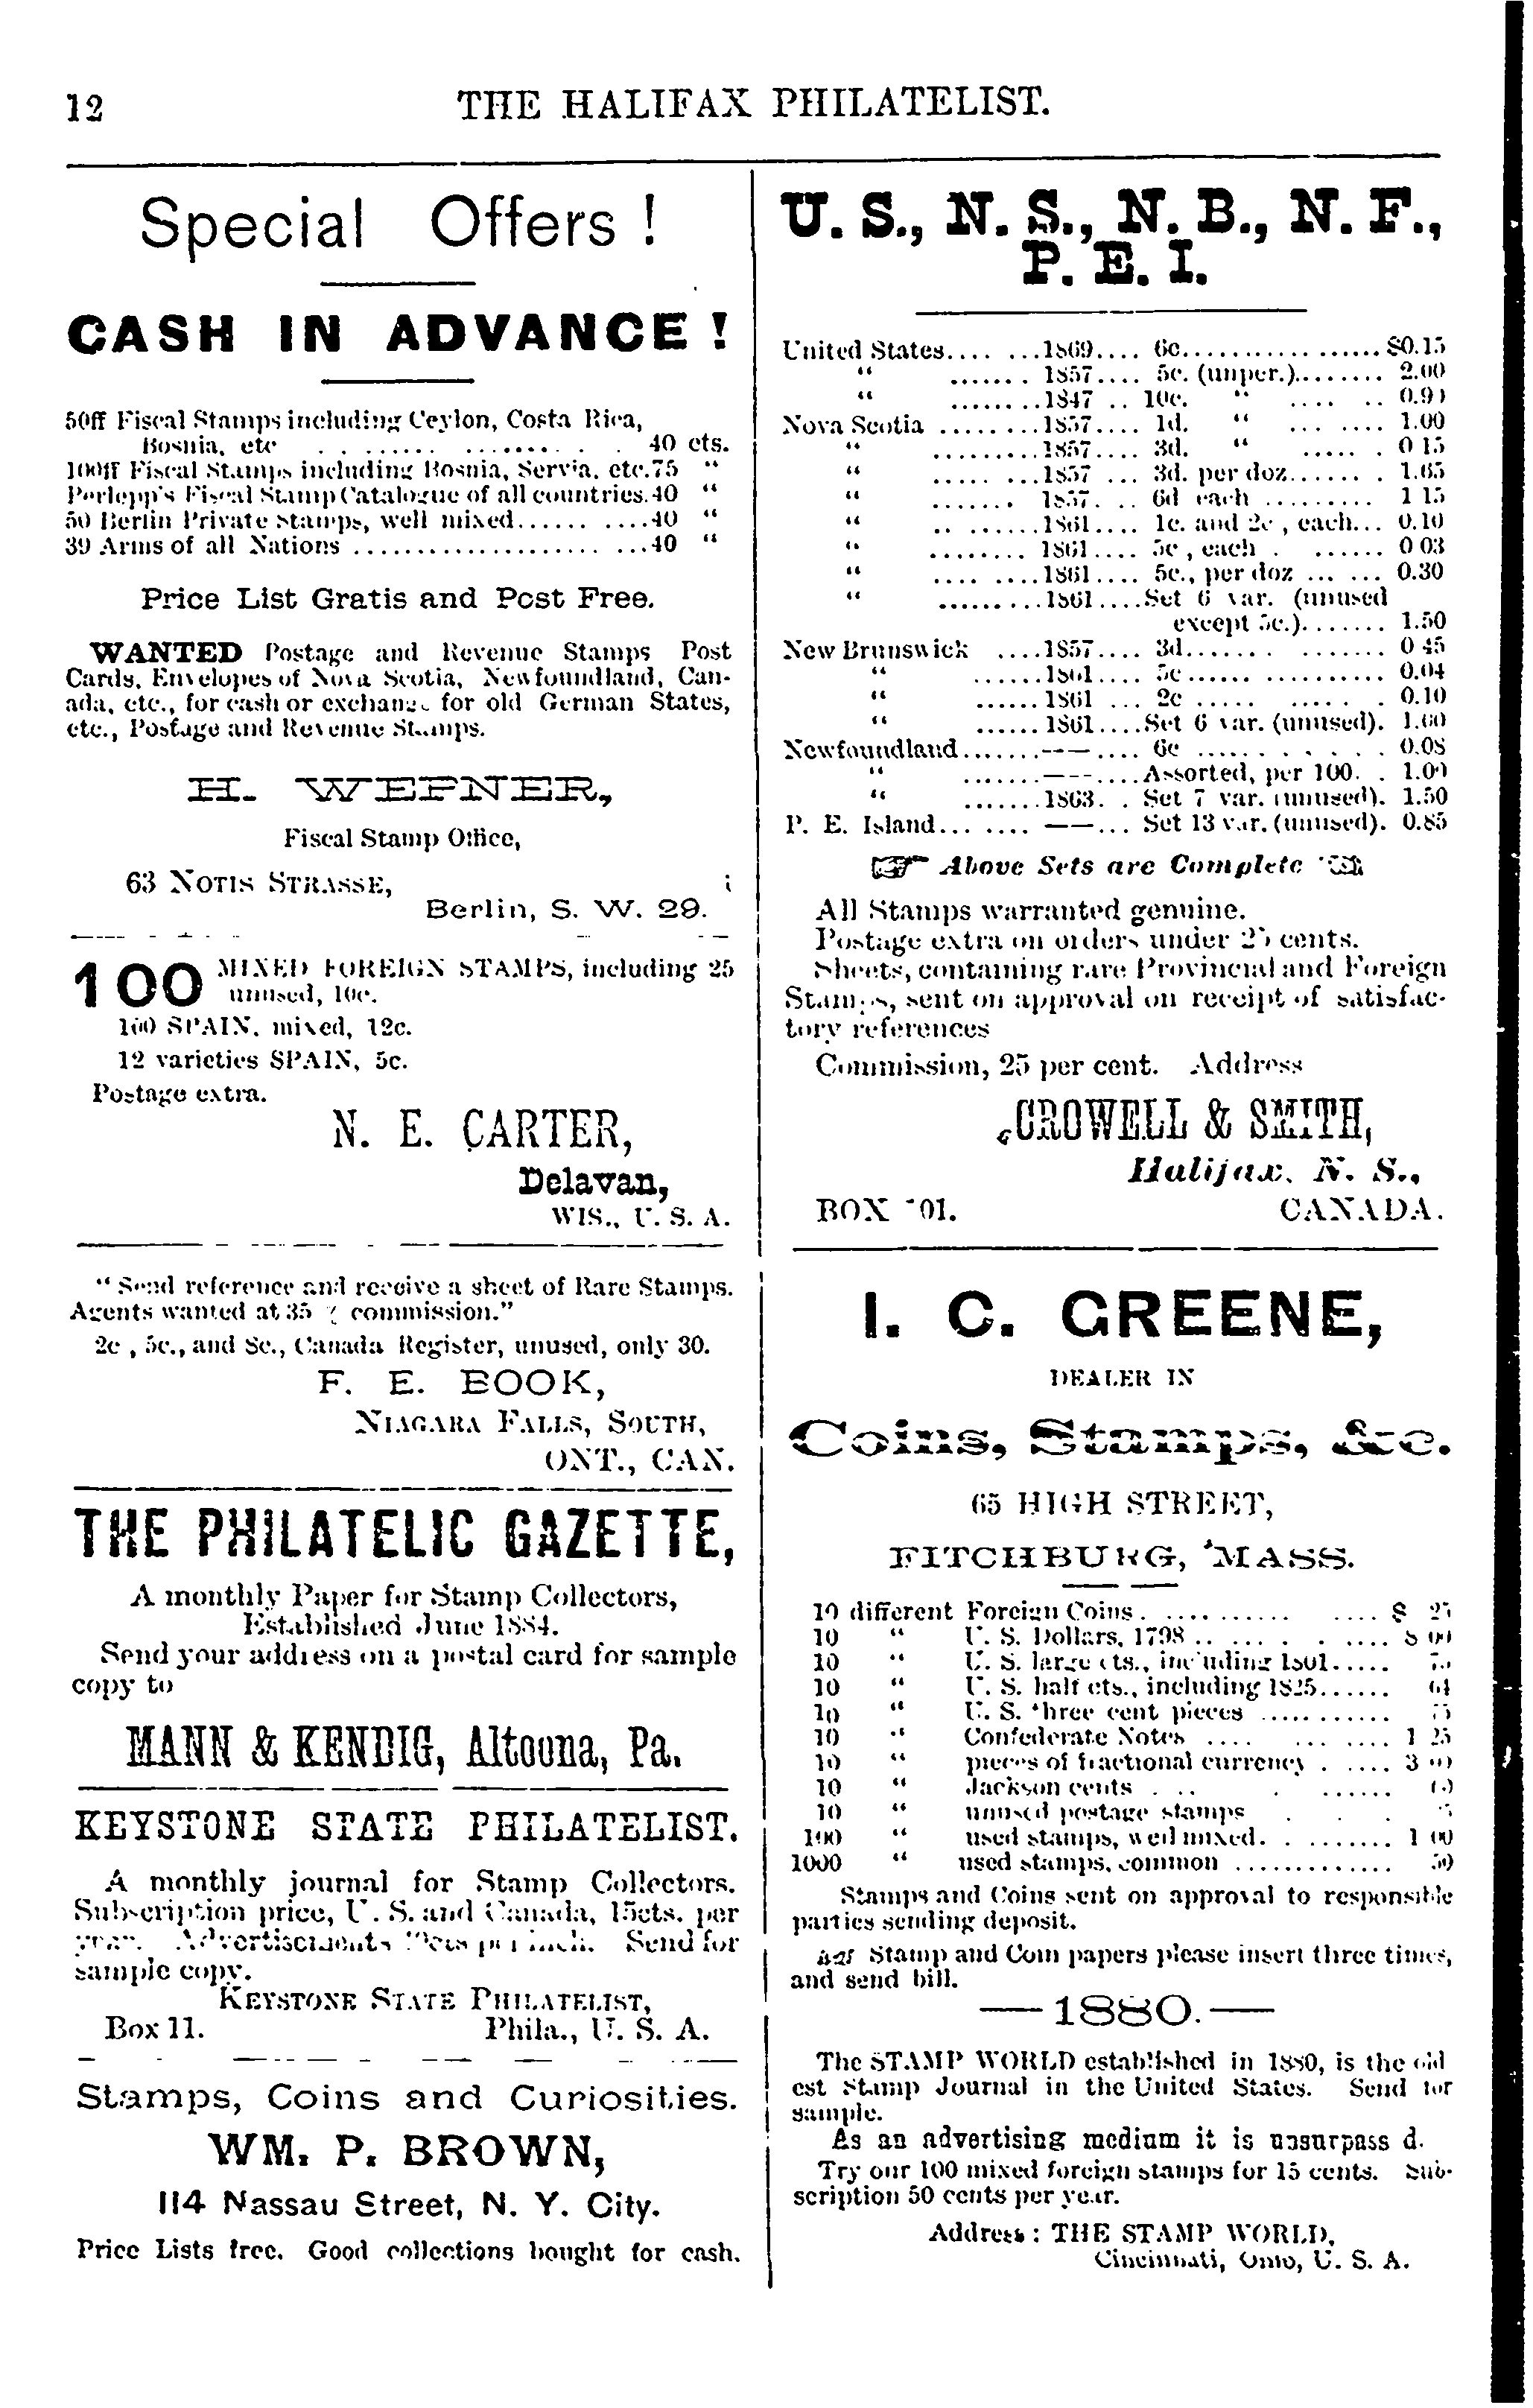 12 THE HALIFAX PHILATELIST.
Special Offers !
CASH IN ADVANCE !
50ff Fiscal Stamps including Ceylon, Costa Rica,
Bosnia, etc . . ........ .......... . . 40 cts.
100ff Fiscal Stamps including Bosnia, Servia, etc.75 "
Perlepp's Fiscal Stamp Catalogue of all countries.40 "
50 Berlin Private Stamps, well mixed...... ....40 "
39 Arms of all Nations ..................... ...40 "
Price List Gratis and Post Free.
WANTED Postage and Revenue Stamps Post
Cards, Envelopes of Nova Scotia, Newfoundland, Can-
ada, etc., for cash or exchange for old German States,
etc., Postage and Revenue Stamps.
H. WEFNER,
Fiscal Stamp Office,
63 NOTIS STRASSE,
Berlin, S. W. 29.
100 MIXED FOREIGN STAMPS, including 25
unused, 10c.
100 SPAIN, mixed, 12c.
12 varieties SPAIN, 5c.
Postage extra.
N. E. CARTER,
Delavan,
WIS., U. S. A.
"Send reference and receive a sheet of Rare Stamps.
Agents wanted at 35 % commission."
2c , 5c., and 8c., Canada Register, unused, only 30.
F. E. BOOK,
NIAGARA FALLS, SOUTH,
ONT., CAN.
THE PHILATELIC GAZETTE,
A monthly Paper for Stamp Collectors,
Established June 1884.
Send your address on a postal card for sample
copy to
MANN & KENDIG, Altoona, Pa.
KEYSTONE STATE PHILATELIST.
A monthly journal for Stamp Collectors.
Subscription price, U. S. and Canada, 15cts. per
year. Advertisements per inch. Send for
sample copy.
KEYSTONE STATE PHILATELIST,
Box 11. Phila., U. S. A.
Stamps, Coins and Curiosities.
WM. P. BROWN,
114 Nassau Street, N. Y. City.
Price Lists free. Good collections bought for cash.
U. S., N. S., N. B., N. F.,
P. E. I.
United States.... ...1869.... 6c.................$0.15
" ....... 1857.... 5c. (unper.)........ 2.00
" ........1847 .. 10c. " .... .. 0.90
Nova Scotia .........1857.... 1d. " ... .... 1.00
" .........1857.... 3d. " ..... . 0 15
" ..... ...1857 ... 3d. per doz....... . 1.65
" ....... 1857. .. 6d each .......... 1 15
" .. ......1861.... 1c. and 2c , each... 0.10
" ........ 1861.... 5c , each . ...... 0 03
" .... ....1861.... 5c., per doz ... ... 0.30
" .........1861....Set 6 var. (unused
except 5c.)....... 1.50
New Brunswick ....1857.... 3d....... ....... 0 45
" ......1861.... 5c...... .......... 0.04
" ......1861 ... 2c ..... ...... . 0.10
" ......1861....Set 6 var. (unused). 1.60
Newfoundland.......——.... 6c ...... . . . . . . 0.08
" .......——....Assorted, per 100. . 1.00
" .......1863. . Set 7 var. (unused). 1.50
P. E. Island... .... ——... Set 13 var. (unused). 0.85
☞ Above Sets are Complete ☜
All Stamps warranted genuine.
Postage extra on orders under 25 cents.
Sheets, containing rare Provincial and Foreign
Stamps, sent on approval on receipt of satisfac-
tory references
Commission, 25 per cent. Address
CROWELL & SMITH,
Halifax, N. S.,
BOX 01. CANADA.
I. C. GREENE,
DEALER IN
Coins, Stamps, &c.
65 HIGH STREET,
FITCHBURG, MASS.
10 different Foreign Coins. ........... .... $ 25
10 " U. S. Dollars, 1798 .. ... . . .... 8 00
10 " U. S. large cts., including 1801..... 75
10 " U. S. half cts., including 1825...... 64
10 " U. S. three cent pieces ........... 75
10 " Confederate Notes .... ... .... 1 25
10 " pieces of fractional currency . .... 3
10 " Jackson cents . .. . ......
10 " unused postage stamps . . .
100 " used stamps, well mixed. . ........ 1 00
1000 " used stamps, common ............. 50
Stamps and Coins sent on approval to responsible
parties sending deposit.
☞ Stamp and Coin papers please insert three times,
and send bill.
—1880.—
The STAMP WORLD established in 1880, is the old
est Stamp Journal in the United States. Send for
sample.
As an advertising medium it is unsurpass d.
Try our 100 mixed foreign stamps for 15 cents. Sub-
scription 50 cents per year.
Address : THE STAMP WORLD,
Cincinnati, Ohio, U. S. A.